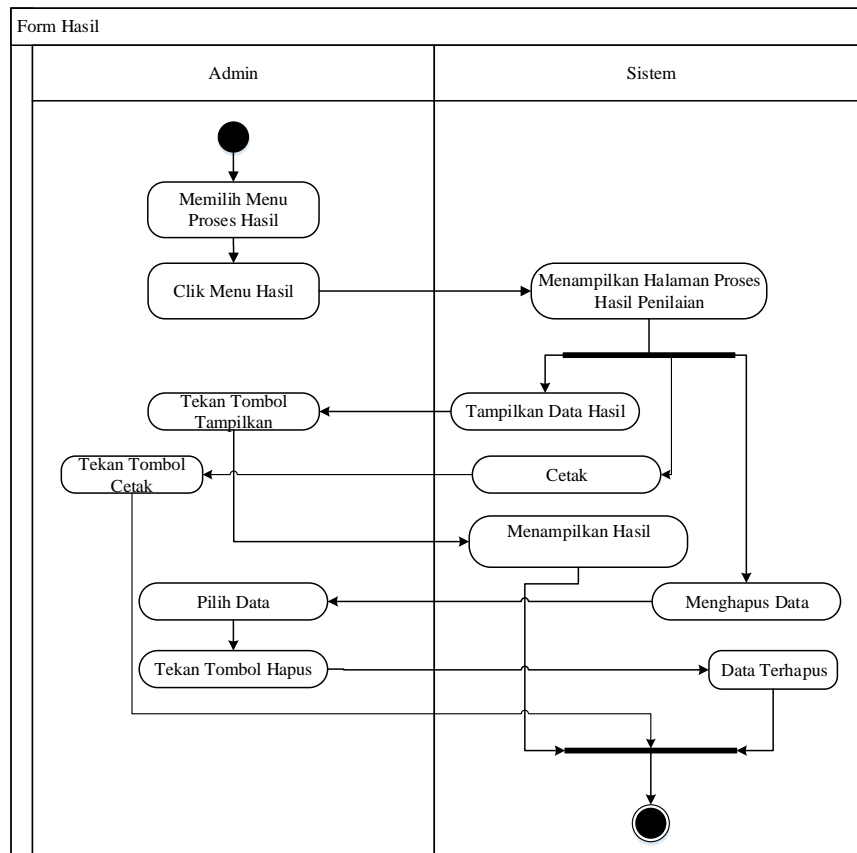 Form Hasil
Admin
Sistem
Memilih Menu
Proses Hasil
Clik Menu Hasil
Menampilkan Halaman Proses
Hasil Penilaian
Tekan Tombol
Tampilkan
Tampilkan Data Hasil
Tekan Tombol
Cetak
Cetak
Menampilkan Hasil
Pilih Data
Menghapus Data
Tekan Tombol Hapus
Data Terhapus